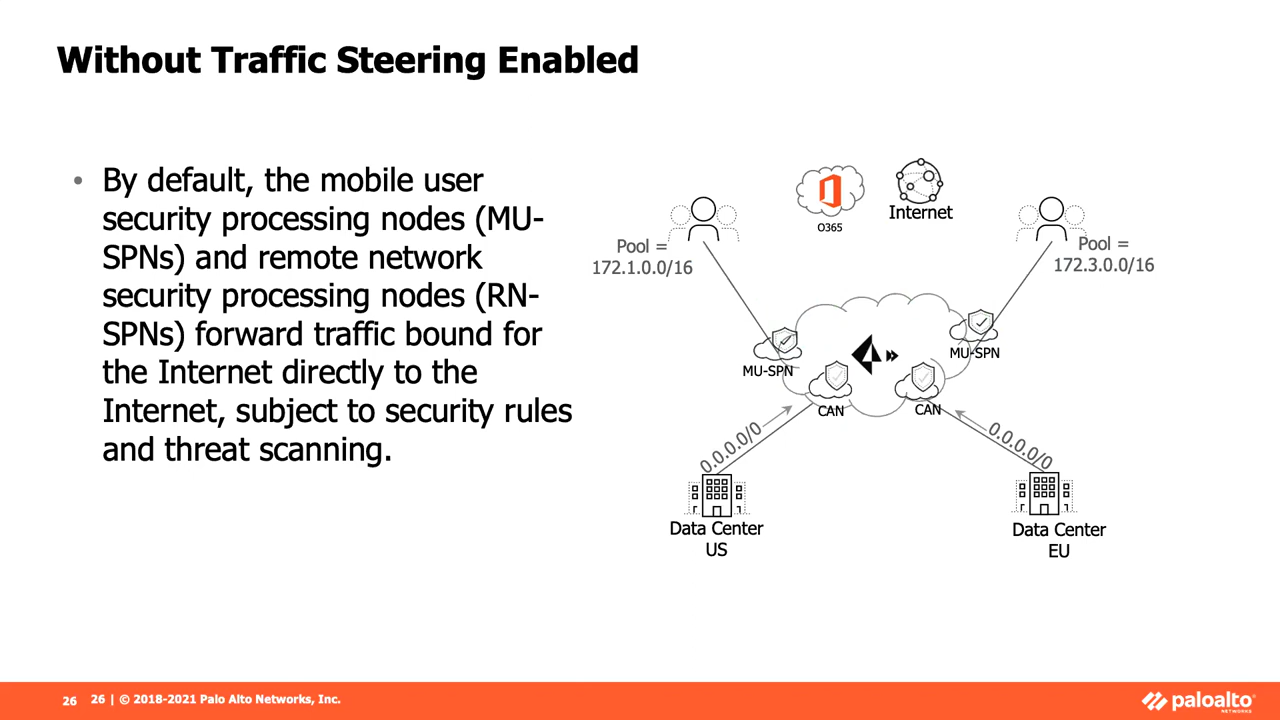 Without Traffic Steering Enabled
• By default, the mobile user
security processing nodes (MU-
SPNs) and remote network
security processing nodes (RN-
SPNs) forward traffic bound for
the Internet directly to the
Internet, subject to security rules
and threat scanning.
O365
Internet
Pool =
172.1.0.0/16
Pool =
172.3.0.0/16
MU-SPN
MU-SPN
CAN
CAN
0.0.0.0/0
0.0.0.0/0
Data Center
US
Data Center
EU
26
26 | © 2018-2021 Palo Alto Networks, Inc.
paloalto
NETWORKS